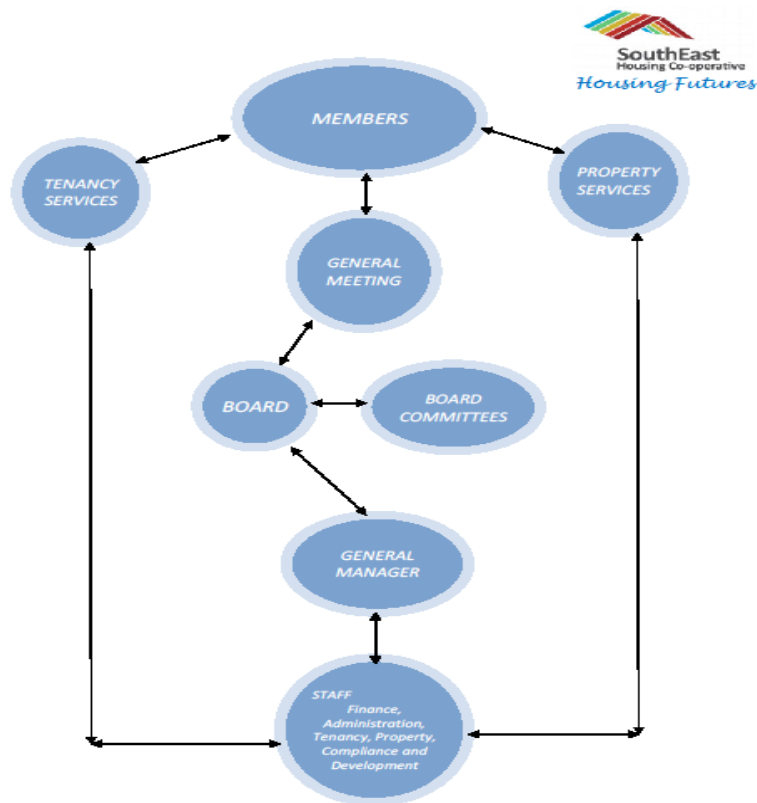 SouthEast
Housing Co-operative
Housing Futures
MEMBERS
TENANCY
SERVICES
PROPERTY
SERVICES
GENERAL
MEETING
BOARD
BOARD
COMMITTEES
GENERAL
MANAGER
STAFF
Finance,
Administration,
Tenancy, Property,
Compliance and
Development